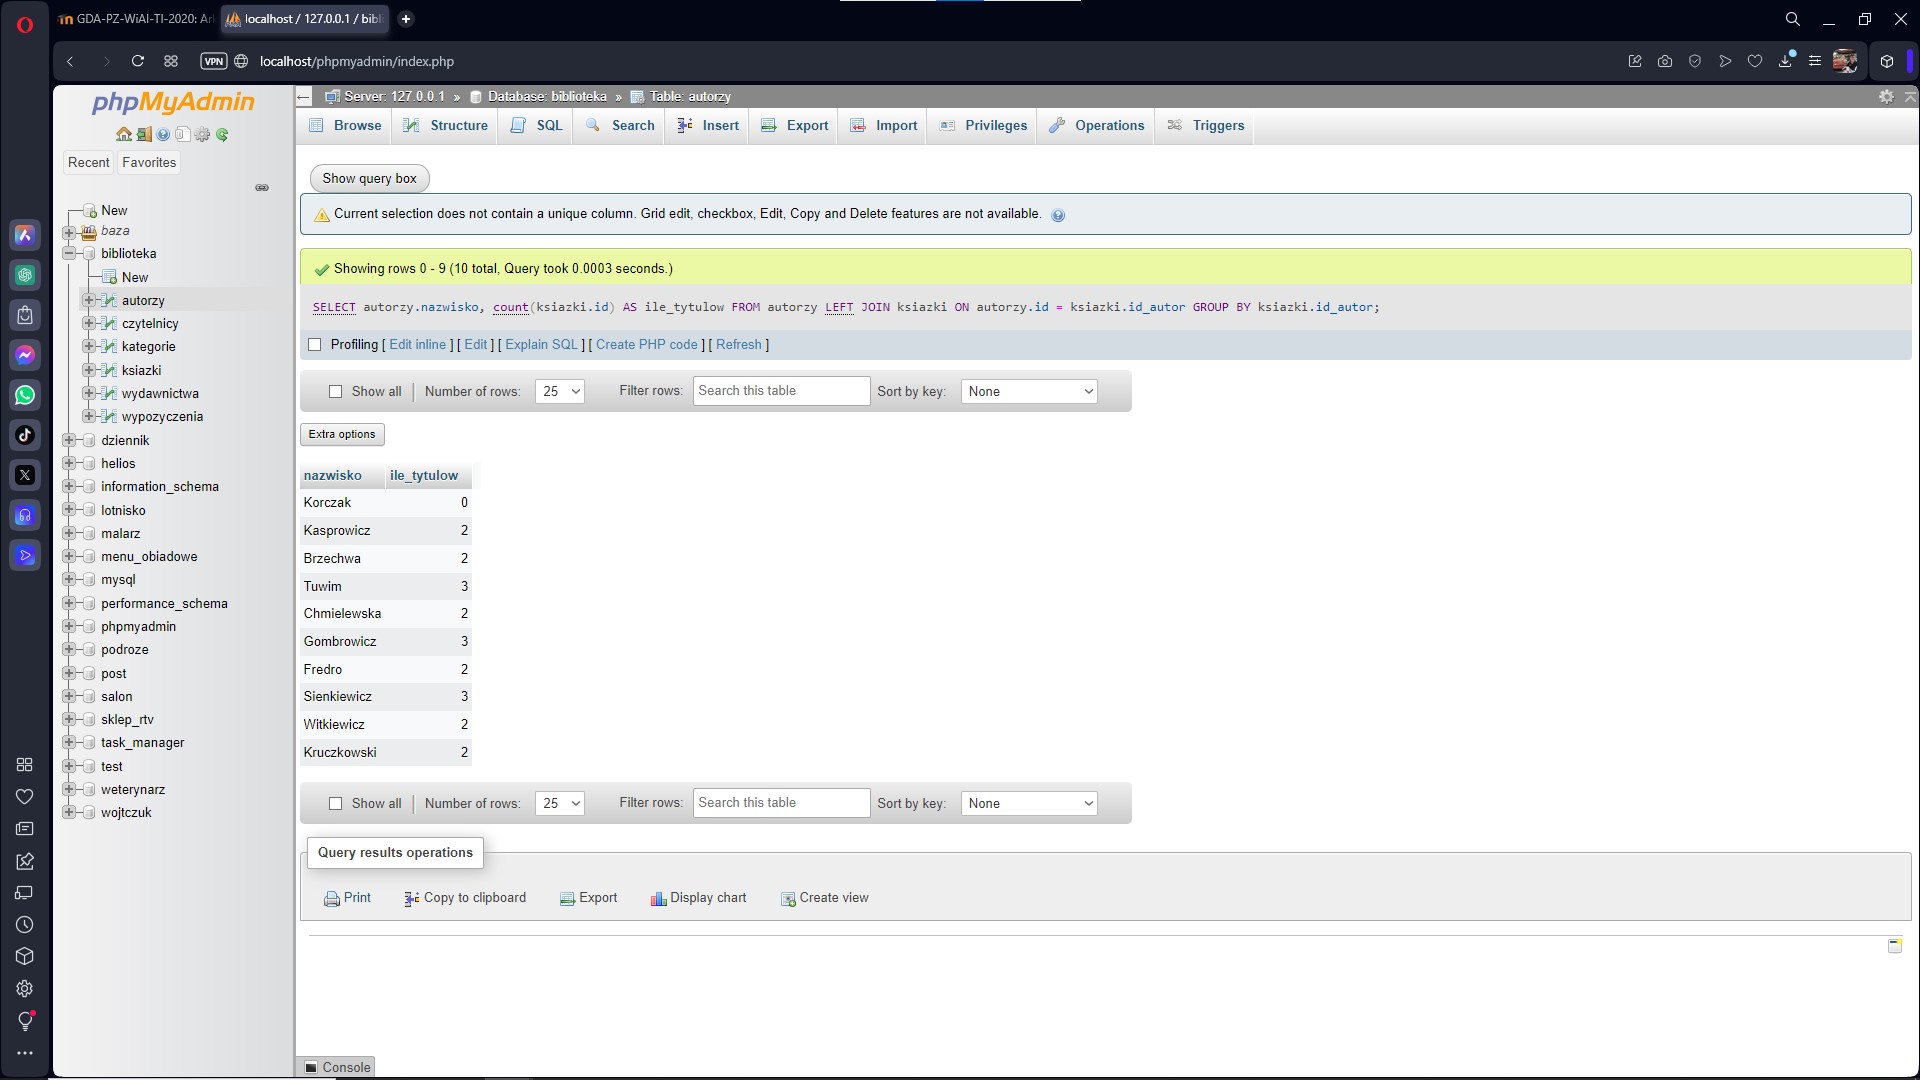 GDA-PZ-WiAI-TI-2020: Ar
localhost / 127.0.0.1 / bibl
VPN
localhost/phpmyadmin/index.php
phpMyAdmin
Recent
Favorites
New
baza
biblioteka
New
autorzy
czytelnicy
kategorie
ksiazki
wydawnictwa
wypozyczenia
dziennik
helios
information_schema
lotnisko
malarz
menu_obiadowe
mysql
performance_schema
phpmyadmin
podroze
post
salon
sklep_rtv
task_manager
test
weterynarz
wojtczuk
Server: 127.0.0.1 » Database: biblioteka » Table: autorzy
Browse Structure SQL Search Insert Export Import Privileges Operations Triggers
Show query box
Current selection does not contain a unique column. Grid edit, checkbox, Edit, Copy and Delete features are not available.
Showing rows 0 - 9 (10 total, Query took 0.0003 seconds.)
SELECT autorzy.nazwisko, count(ksiazki.id) AS ile_tytulow FROM autorzy LEFT JOIN ksiazki ON autorzy.id = ksiazki.id_autor GROUP BY ksiazki.id_autor;
Profiling [ Edit inline ] [ Edit ] [ Explain SQL ] [ Create PHP code ] [ Refresh ]
Show all Number of rows: 25 Filter rows: Search this table Sort by key: None
Extra options
nazwisko ile_tytulow
Korczak 0
Kasprowicz 2
Brzechwa 2
Tuwim 3
Chmielewska 2
Gombrowicz 3
Fredro 2
Sienkiewicz 3
Witkiewicz 2
Kruczkowski 2
Show all Number of rows: 25 Filter rows: Search this table Sort by key: None
Query results operations
Print Copy to clipboard Export Display chart Create view
Console